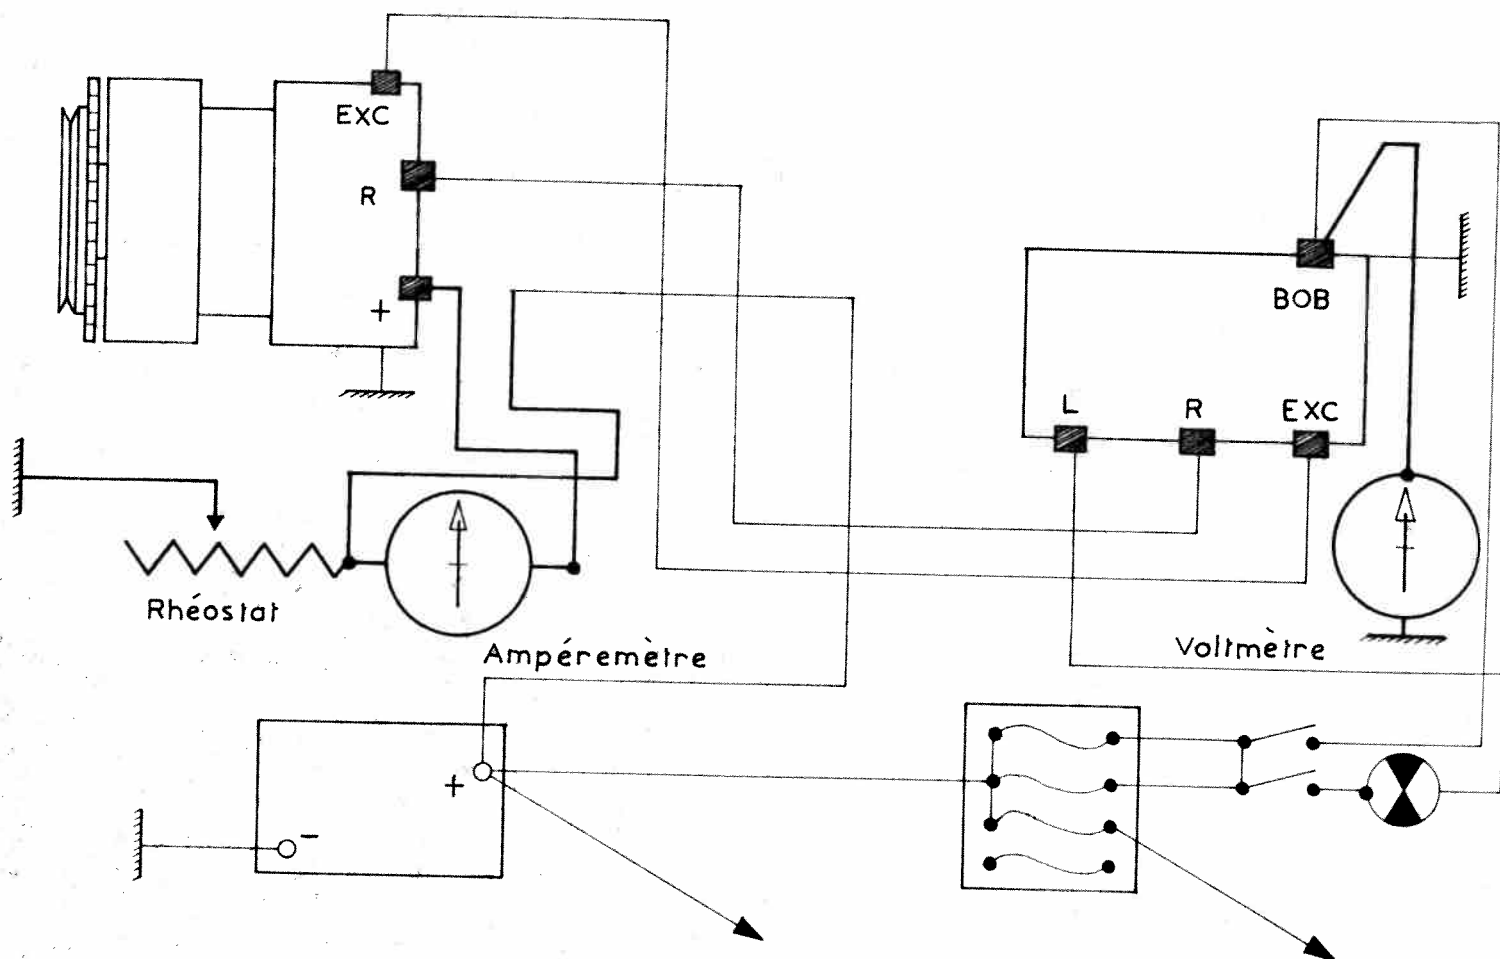 EXC
R
+
BOB
L
R
EXC
Rhéostat
Ampéremètre
Voltmètre
+
-